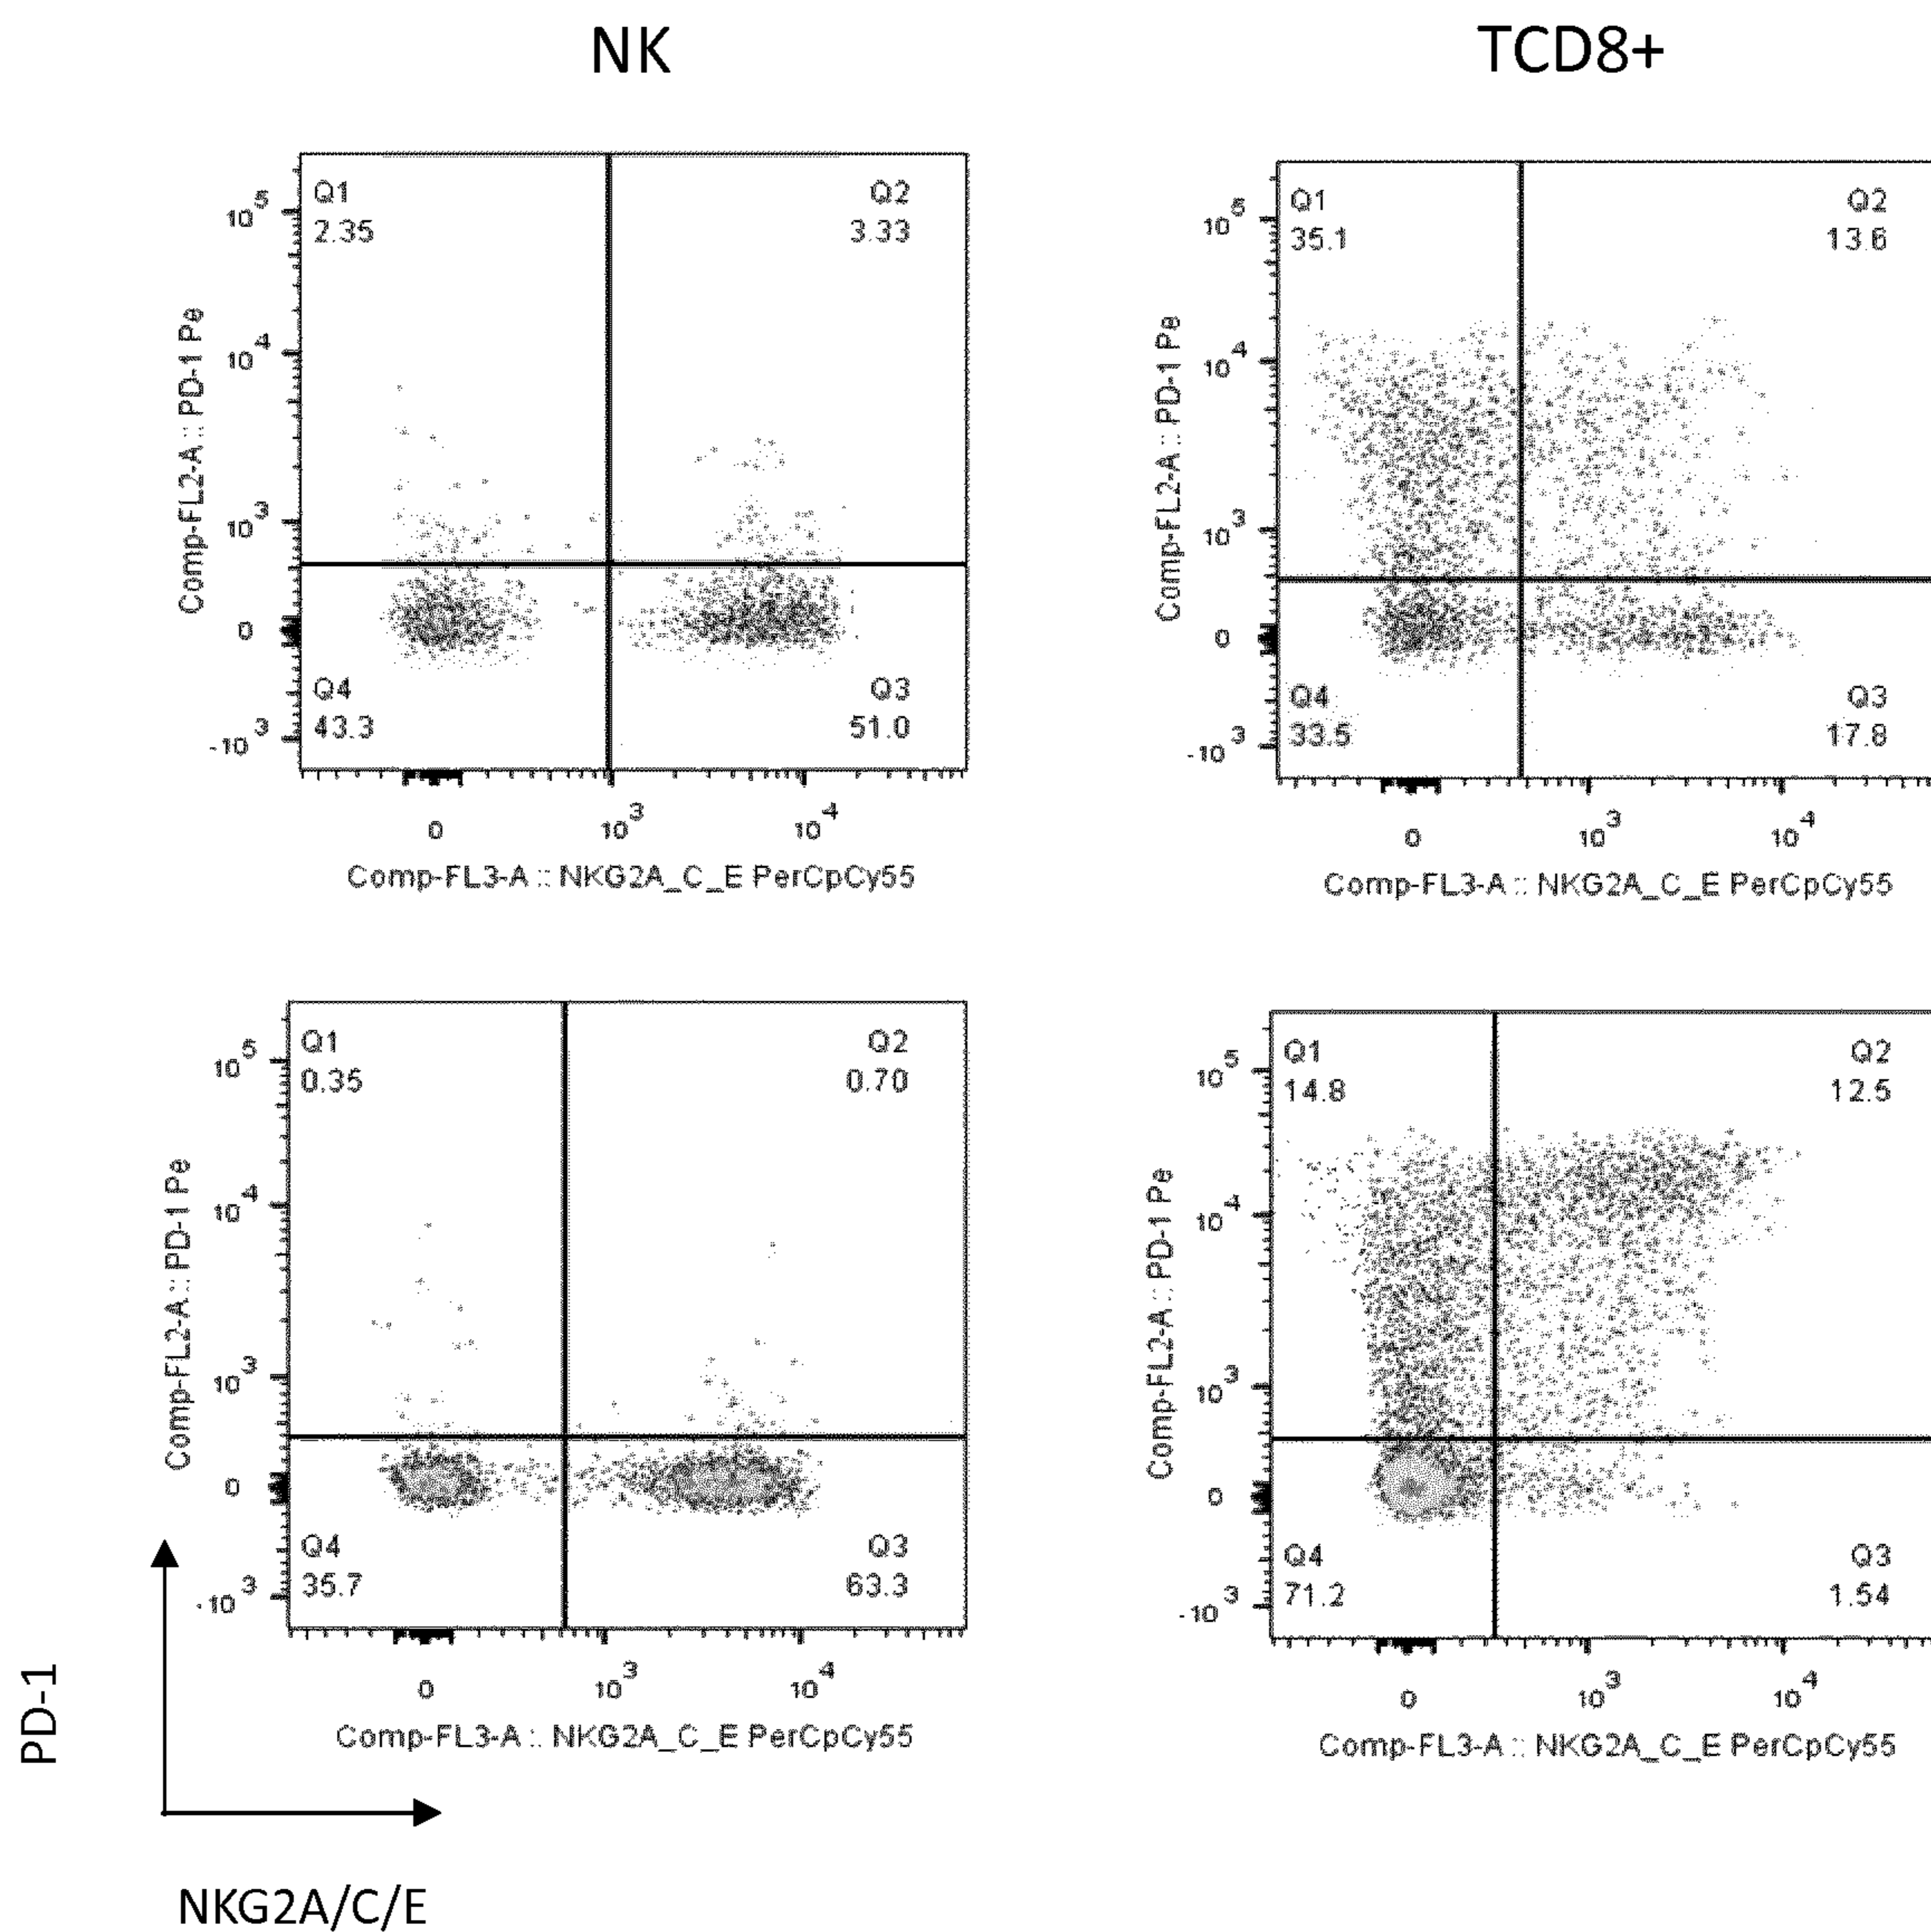 NK
TCD8+
Q1
2.35
Q2
3.33
Q4
43.3
Q3
51.0
10^5
10^4
10^3
0
-10^3
0
10^3
10^4
Comp-FL2-A :: PD-1 Pe
Comp-FL3-A :: NKG2A_C_E PerCpCy55
Q1
35.1
Q2
13.6
Q4
33.5
Q3
17.8
10^5
10^4
10^3
0
-10^3
0
10^3
10^4
Comp-FL2-A :: PD-1 Pe
Comp-FL3-A :: NKG2A_C_E PerCpCy55
Q1
0.35
Q2
0.70
Q4
35.7
Q3
63.3
10^5
10^4
10^3
0
-10^3
0
10^3
10^4
Comp-FL2-A :: PD-1 Pe
Comp-FL3-A :: NKG2A_C_E PerCpCy55
Q1
14.8
Q2
12.5
Q4
71.2
Q3
1.54
10^5
10^4
10^3
0
-10^3
0
10^3
10^4
Comp-FL2-A :: PD-1 Pe
Comp-FL3-A :: NKG2A_C_E PerCpCy55
PD-1
NKG2A/C/E